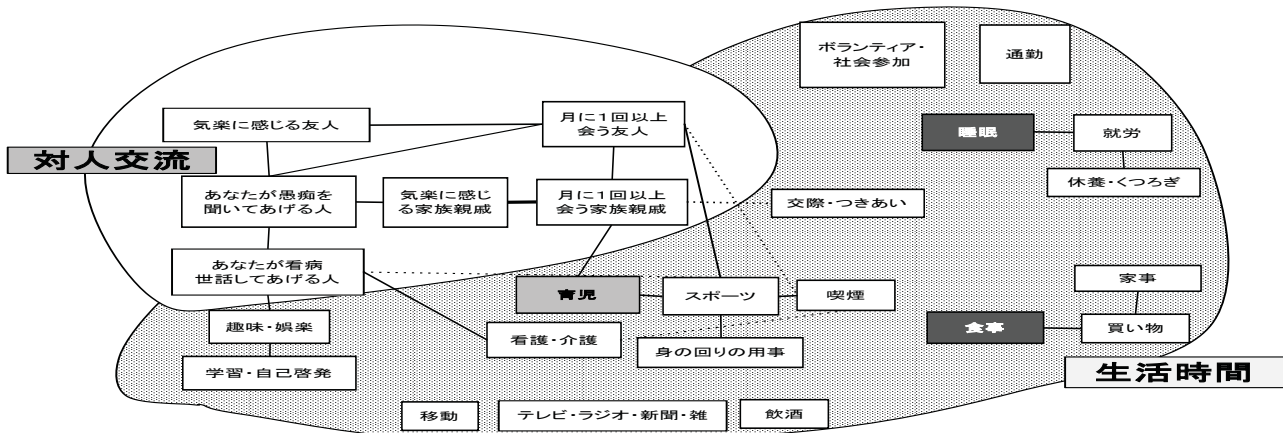 ボランティア・
社会参加
通勤
気楽に感じる友人
月に1回以上
会う友人
睡眠
就労
対人交流
休養・くつろぎ
あなたが愚痴を
聞いてあげる人
気楽に感じ
る家族親戚
月に1回以上
会う家族親戚
交際・つきあい
あなたが看病
世話してあげる人
育児
スポーツ
喫煙
家事
趣味・娯楽
看護・介護
身の回りの用事
食事
買い物
学習・自己啓発
生活時間
移動
テレビ・ラジオ・新聞・雑
飲酒